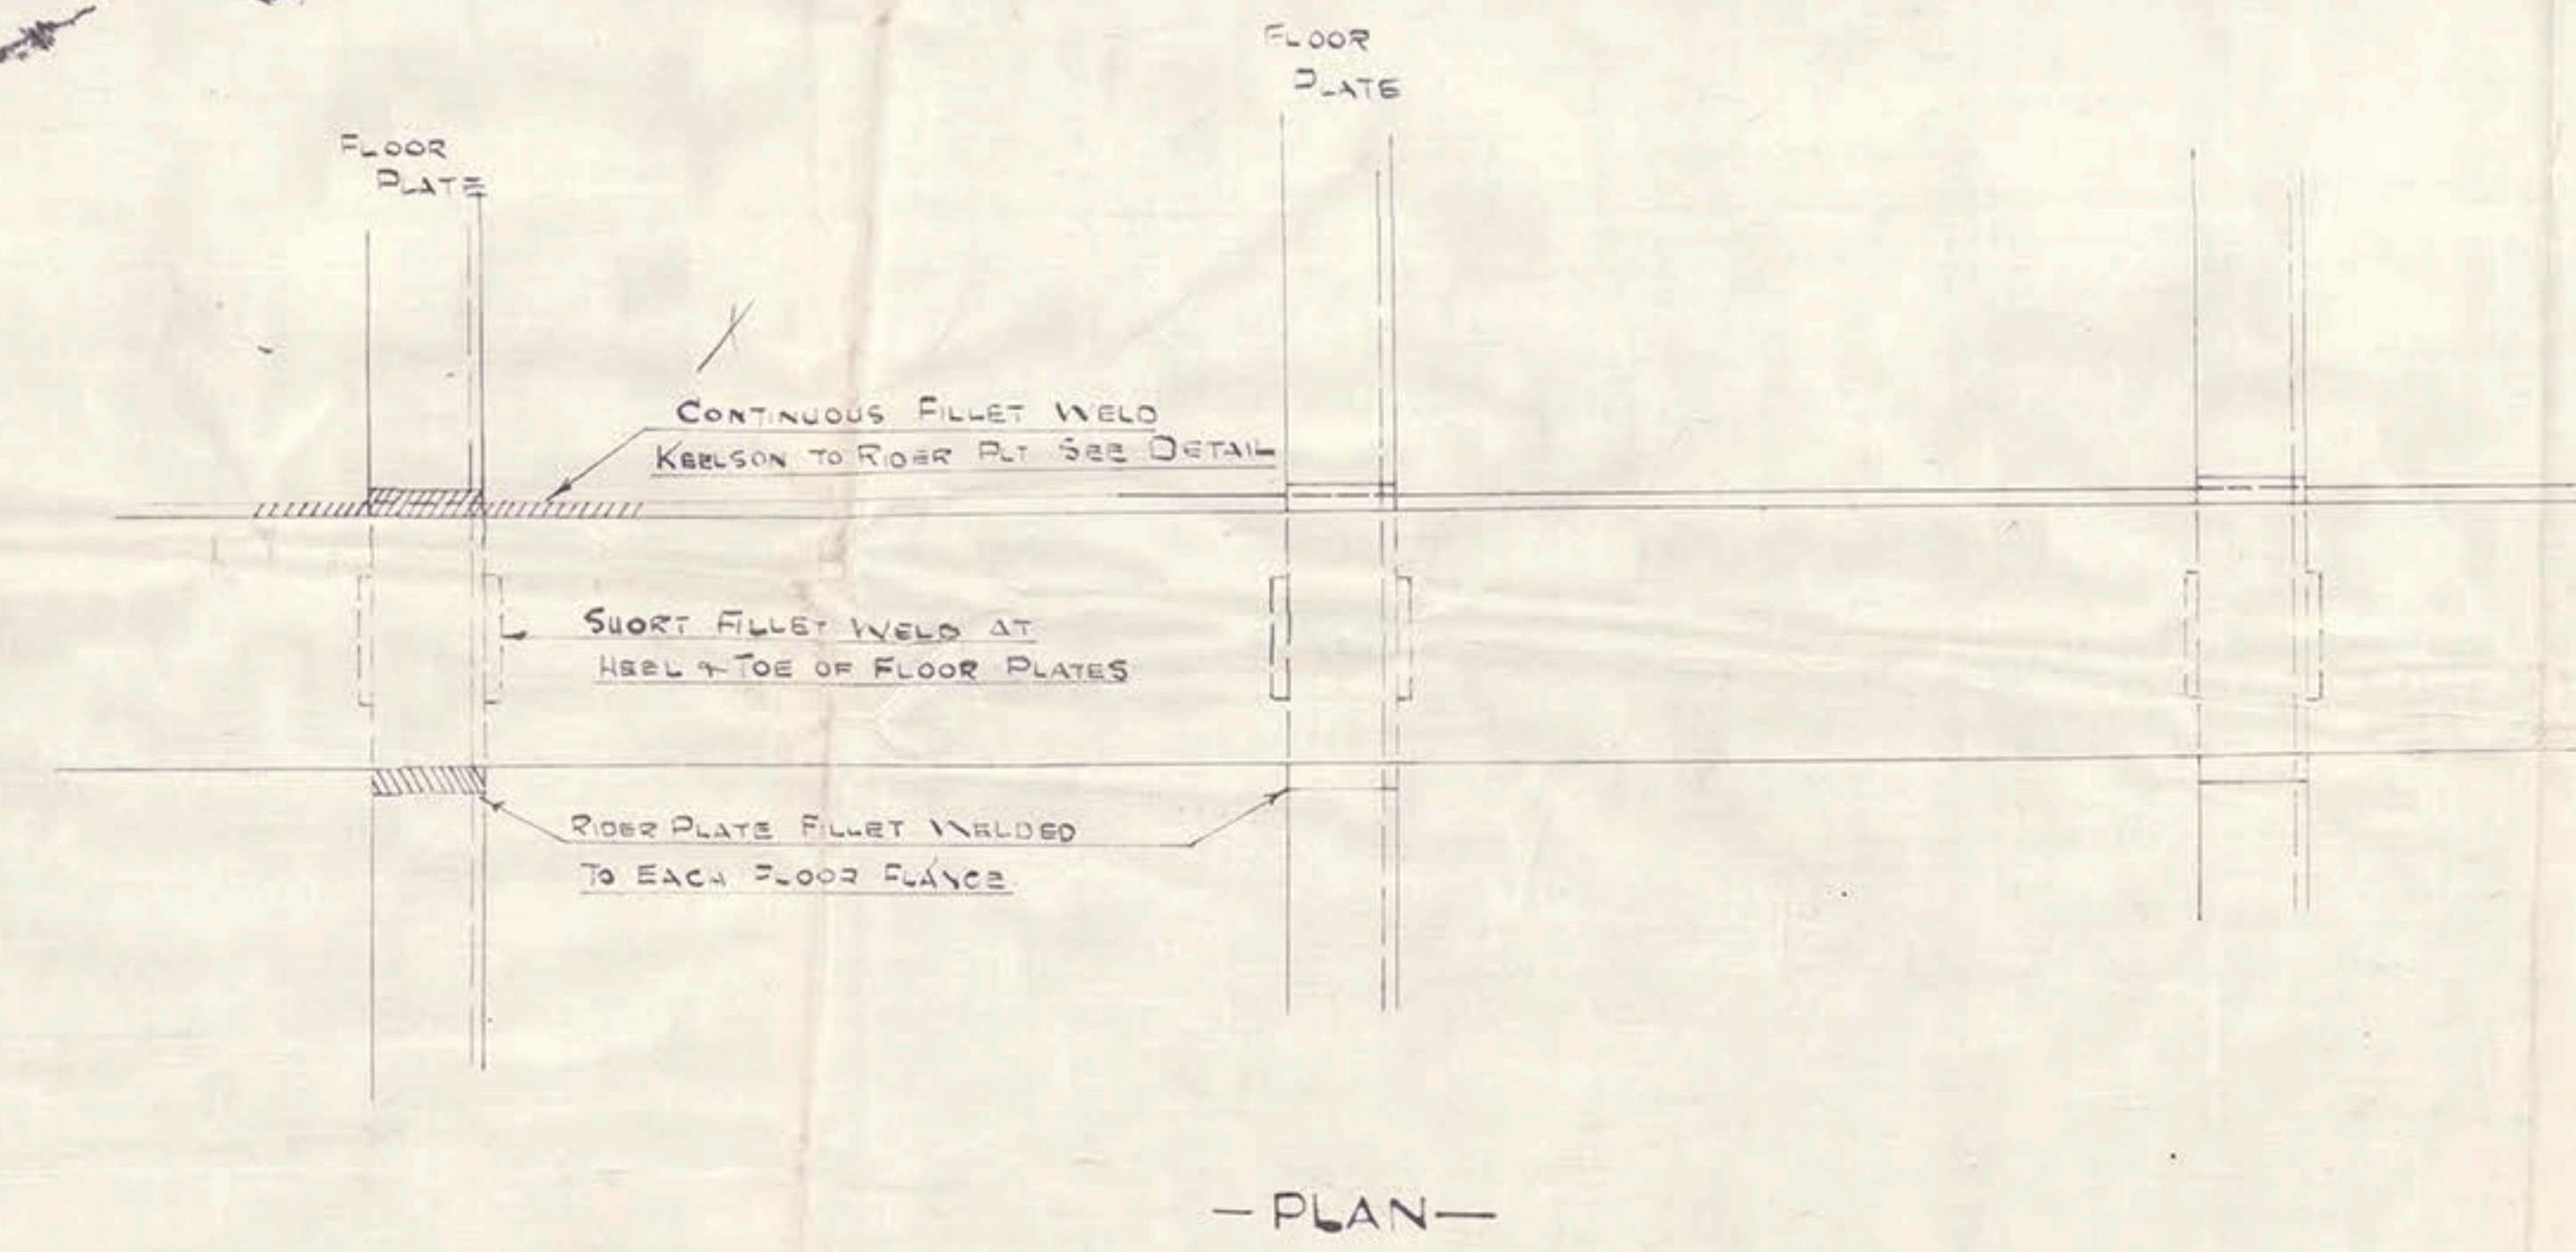 FLOOR
PLATE
FLOOR
PLATE
CONTINUOUS FILLET WELD
KEELSON TO RIDER PLT SEE DETAIL
SHORT FILLET WELD AT
HEEL & TOE OF FLOOR PLATES
RIDER PLATE FILLET WELDED
TO EACH FLOOR FLANGE
—PLAN—